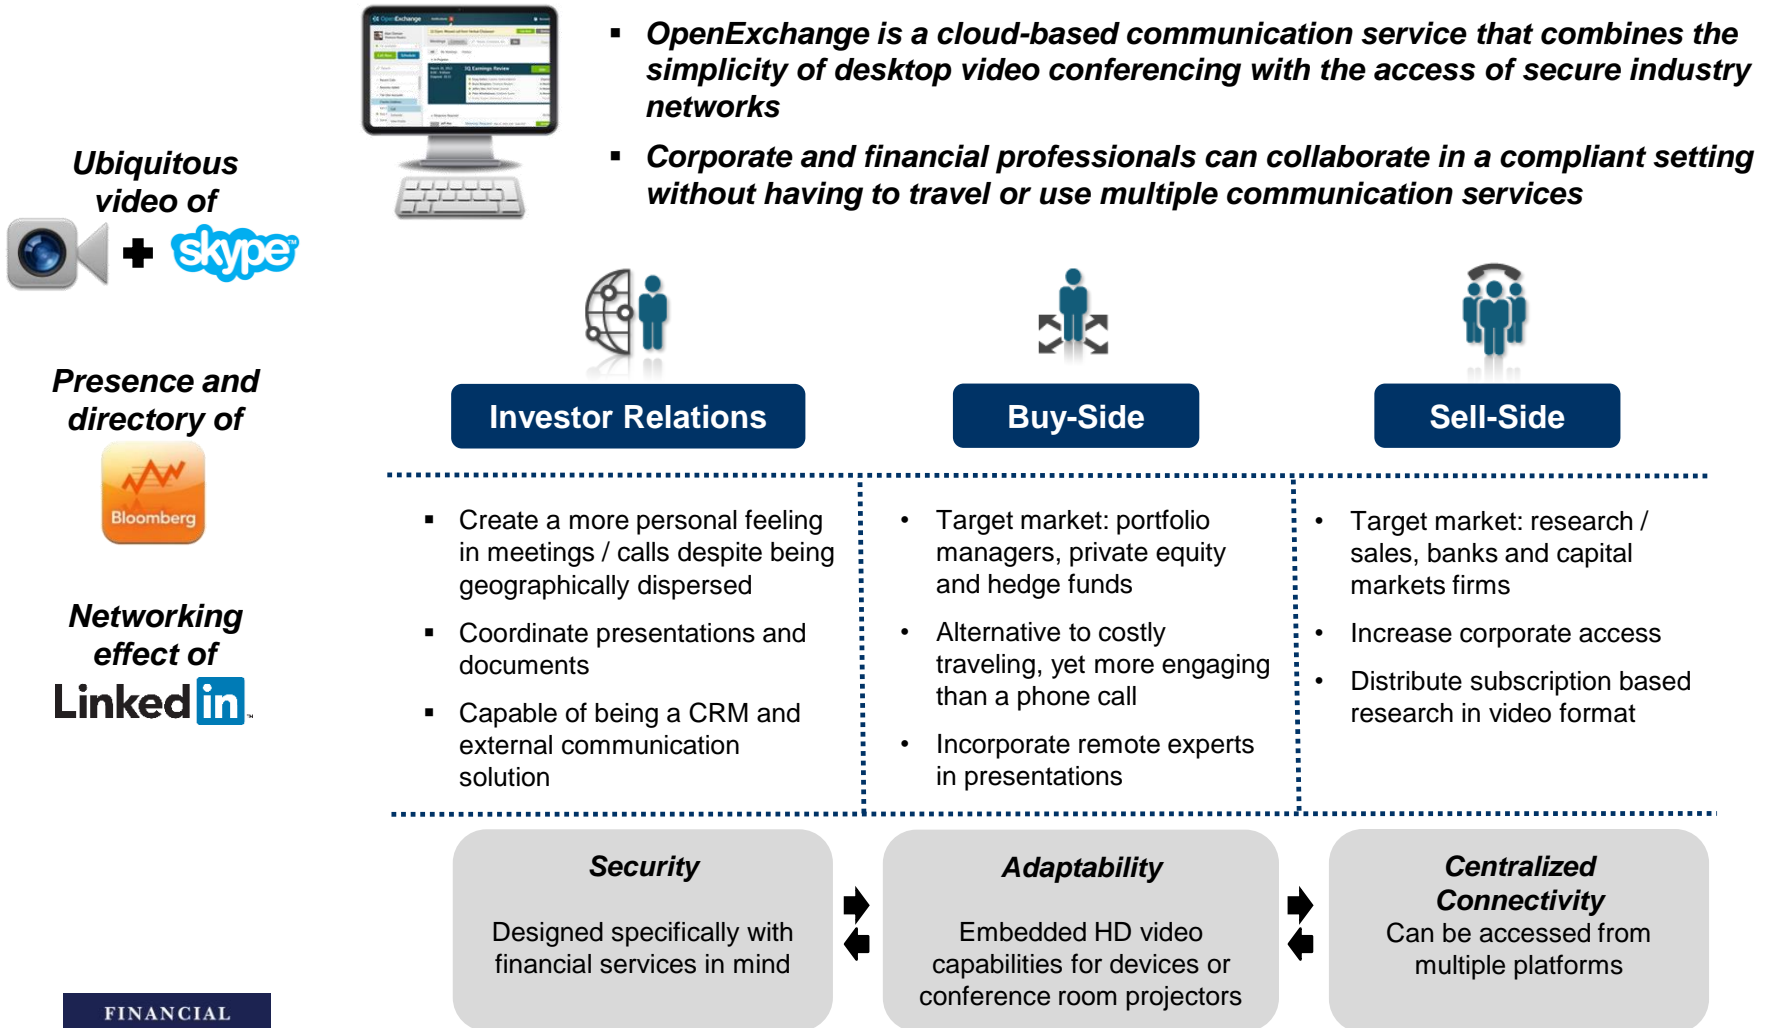 OpenExchange
2Q Earnings Review
▪ OpenExchange is a cloud-based communication service that combines the
simplicity of desktop video conferencing with the access of secure industry
networks
▪ Corporate and financial professionals can collaborate in a compliant setting
without having to travel or use multiple communication services
Ubiquitous
video of
+ skype™
Presence and
directory of
Bloomberg
Networking
effect of
Linked in™
Investor Relations
▪ Create a more personal feeling
in meetings / calls despite being
geographically dispersed
▪ Coordinate presentations and
documents
▪ Capable of being a CRM and
external communication
solution
Buy-Side
• Target market: portfolio
managers, private equity
and hedge funds
• Alternative to costly
traveling, yet more engaging
than a phone call
• Incorporate remote experts
in presentations
Sell-Side
• Target market: research /
sales, banks and capital
markets firms
• Increase corporate access
• Distribute subscription based
research in video format
Security
Designed specifically with
financial services in mind
Adaptability
Embedded HD video
capabilities for devices or
conference room projectors
Centralized
Connectivity
Can be accessed from
multiple platforms
FINANCIAL